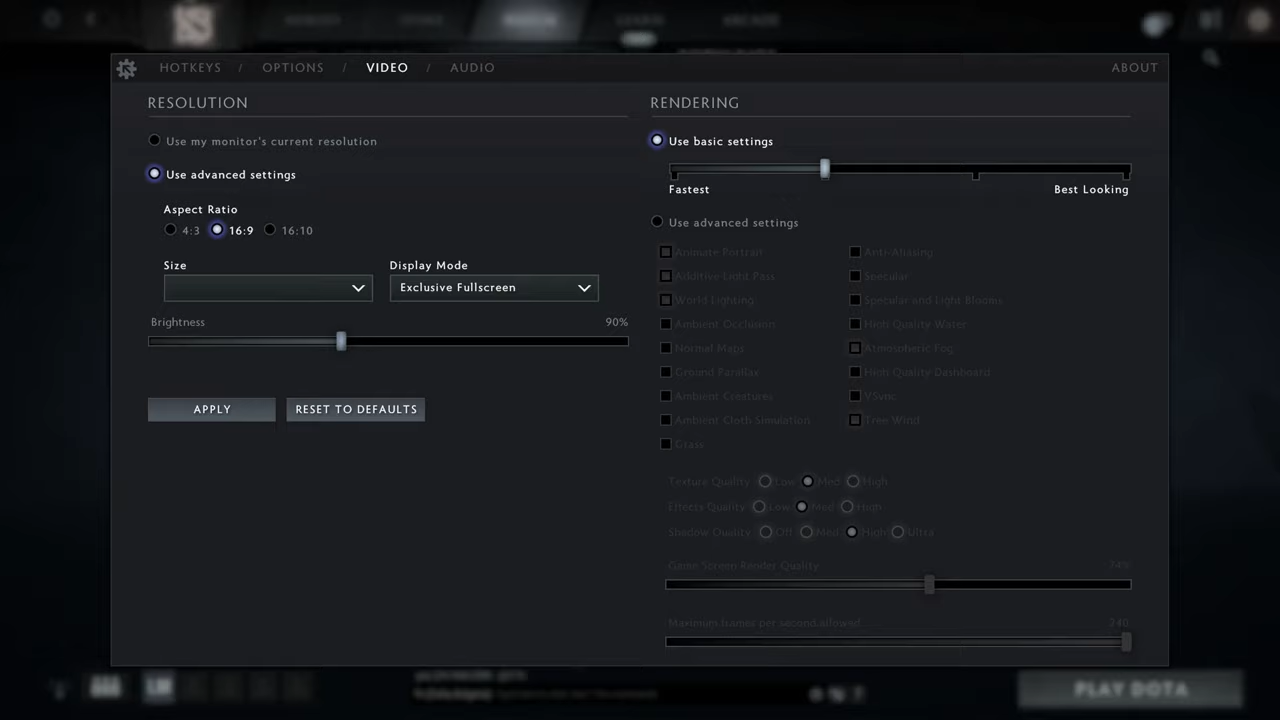 HOTKEYS / OPTIONS / VIDEO / AUDIO ABOUT
RESOLUTION
Use my monitor's current resolution
Use advanced settings
Aspect Ratio
4:3 16:9 16:10
Size Display Mode
Exclusive Fullscreen
Brightness 90%
APPLY RESET TO DEFAULTS
RENDERING
Use basic settings
Fastest Best Looking
Use advanced settings
Animate Portrait Anti-Aliasing
Additive Light Pass Specular
World Lighting Specular and Light Blooms
Ambient Occlusion High Quality Water
Normal Maps Atmospheric Fog
Ground Parallax High Quality Dashboard
Ambient Creatures VSync
Ambient Cloth Simulation Tree Wind
Grass
Texture Quality Low Med High
Effects Quality Low Med High
Shadow Quality Off Med High Ultra
Game Screen Render Quality 74%
Maximum frames per second allowed 240
PLAY DOTA